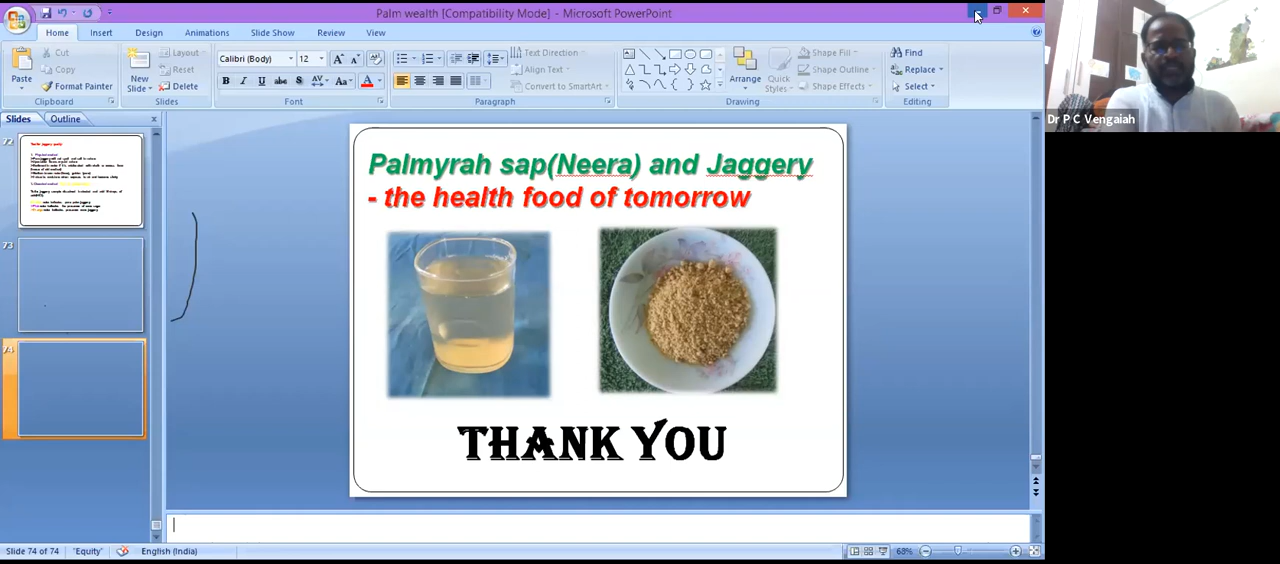 Palm wealth [Compatibility Mode] - Microsoft PowerPoint
Home Insert Design Animations Slide Show Review View
Paste
Cut
Copy
Format Painter
Clipboard
New Slide
Layout
Reset
Delete
Slides
Calibri (Body) 12
B I U abc S AV Aa A
Font
Text Direction
Align Text
Convert to SmartArt
Paragraph
Arrange
Quick Styles
Shape Fill
Shape Outline
Shape Effects
Drawing
Find
Replace
Select
Editing
Dr P C Vengaiah
Slides Outline
72
73
74
Palmyrah sap(Neera) and Jaggery
- the health food of tomorrow
THANK YOU
Slide 74 of 74 "Equity" English (India) 68%